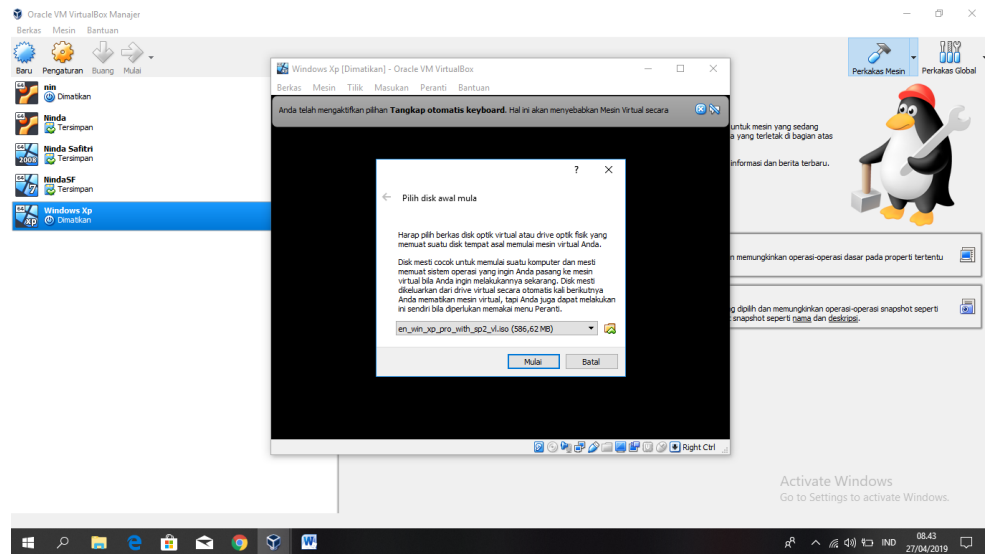 Oracle VM VirtualBox Manajer
Berkas Mesin Bantuan
Baru Pengaturan Buang Mulai
Perkakas Mesin Perkakas Global
64 nin
Dimatikan
64 Ninda
Tersimpan
64 2008 Ninda Safitri
Tersimpan
64 7 NindaSF
Tersimpan
64 XP Windows Xp
Dimatikan
Windows Xp [Dimatikan] - Oracle VM VirtualBox
Berkas Mesin Tilik Masukan Peranti Bantuan
Anda telah mengaktifkan pilihan Tangkap otomatis keyboard. Hal ini akan menyebabkan Mesin Virtual secara
?
Pilih disk awal mula
Harap pilih berkas disk optik virtual atau drive optik fisik yang
memuat suatu disk tempat asal memulai mesin virtual Anda.
Disk mesti cocok untuk memulai suatu komputer dan mesti
memuat sistem operasi yang ingin Anda pasang ke mesin
virtual bila Anda ingin melakukannya sekarang. Disk mesti
dikeluarkan dari drive virtual secara otomatis kali berikutnya
Anda mematikan mesin virtual, tapi Anda juga dapat melakukan
ini sendiri bila diperlukan memakai menu Peranti.
en_win_xp_pro_with_sp2_vl.iso (586,62 MB)
Mulai Batal
Right Ctrl
untuk mesin yang sedang
a yang terletak di bagian atas
informasi dan berita terbaru.
n memungkinkan operasi-operasi dasar pada properti tertentu
g dipilih dan memungkinkan operasi-operasi snapshot seperti
snapshot seperti nama dan deskripsi.
Activate Windows
Go to Settings to activate Windows.
IND
08.43
27/04/2019